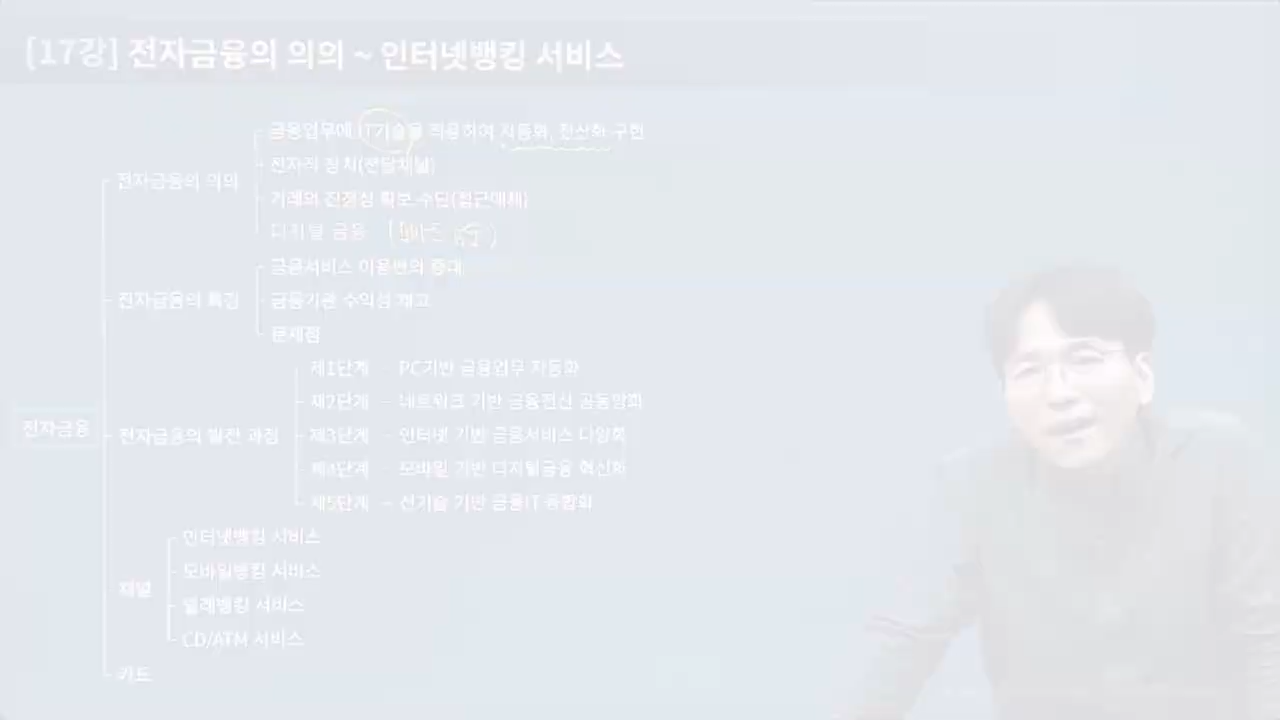 [17강] 전자금융의 의의 ~ 인터넷뱅킹 서비스
금융업무에 IT기술을 적용하여 자동화, 전산화 구현
전자적 장치(전달채널)
전자금융의 의의
거래의 진정성 확보 수단(접근매체)
디지털 금융
금융서비스 이용편의 증대
전자금융의 특징
금융기관 수익성 제고
문제점
제1단계 - PC기반 금융업무 자동화
제2단계 - 네트워크 기반 금융전산 공동망화
전자금융
전자금융의 발전 과정
제3단계 - 인터넷 기반 금융서비스 다양화
제4단계 - 모바일 기반 디지털금융 혁신화
제5단계 - 신기술 기반 금융IT 융합화
인터넷뱅킹 서비스
모바일뱅킹 서비스
채널
텔레뱅킹 서비스
CD/ATM 서비스
카드